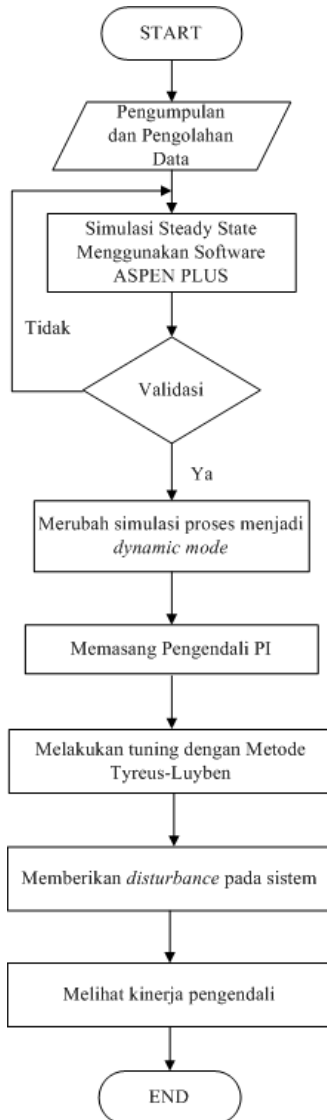 START
Pengumpulan
dan Pengolahan
Data
Simulasi Steady State
Menggunakan Software
ASPEN PLUS
Tidak
Validasi
Ya
Merubah simulasi proses menjadi
dynamic mode
Memasang Pengendali PI
Melakukan tuning dengan Metode
Tyreus-Luyben
Memberikan disturbance pada sistem
Melihat kinerja pengendali
END